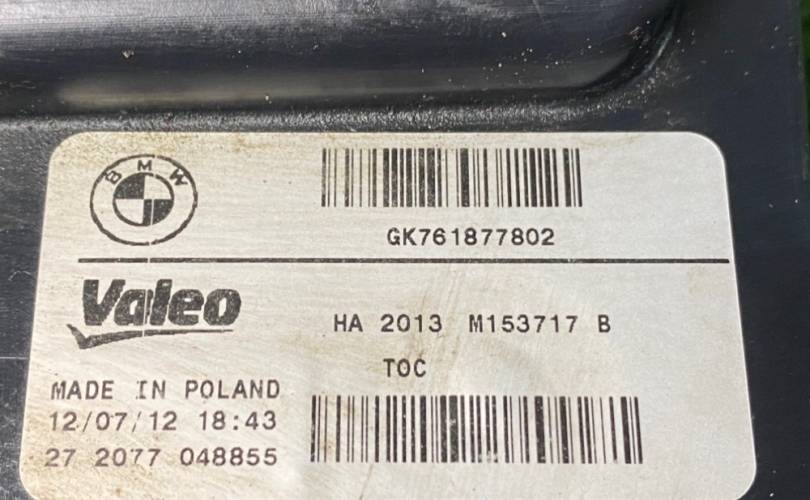 BMW
GK761877802
Valeo
HA 2013 M153717 B
TOC
MADE IN POLAND
12/07/12 18:43
27 2077 048855